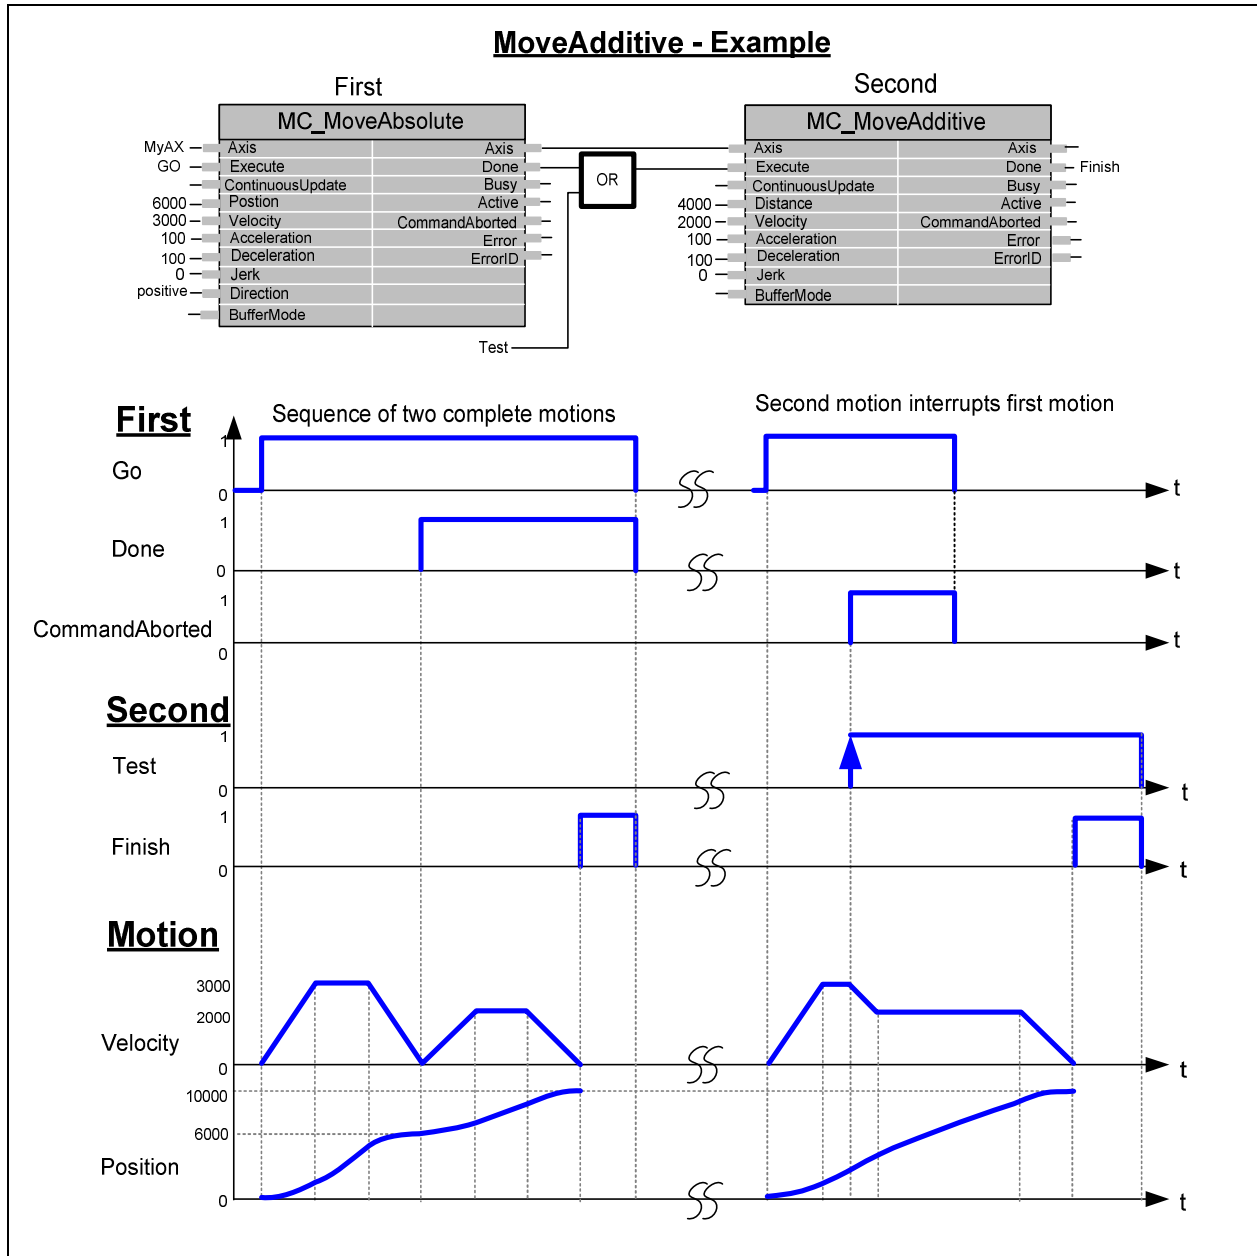 MoveAdditive - Example
First
Second
MC_MoveAbsolute
MC_MoveAdditive
MyAX
Axis
Axis
GO
Execute
Done
ContinuousUpdate
Busy
6000
Postion
Active
3000
Velocity
CommandAborted
100
Acceleration
Error
100
Deceleration
ErrorID
0
Jerk
positive
Direction
BufferMode
OR
Test
Axis
Axis
Execute
Done
Finish
ContinuousUpdate
Busy
4000
Distance
Active
2000
Velocity
CommandAborted
100
Acceleration
Error
100
Deceleration
ErrorID
0
Jerk
BufferMode
First
Sequence of two complete motions
Second motion interrupts first motion
1
Go
0
t
1
Done
0
t
1
CommandAborted
0
t
Second
1
Test
0
t
1
Finish
0
t
Motion
3000
2000
Velocity
0
t
10000
6000
Position
0
t